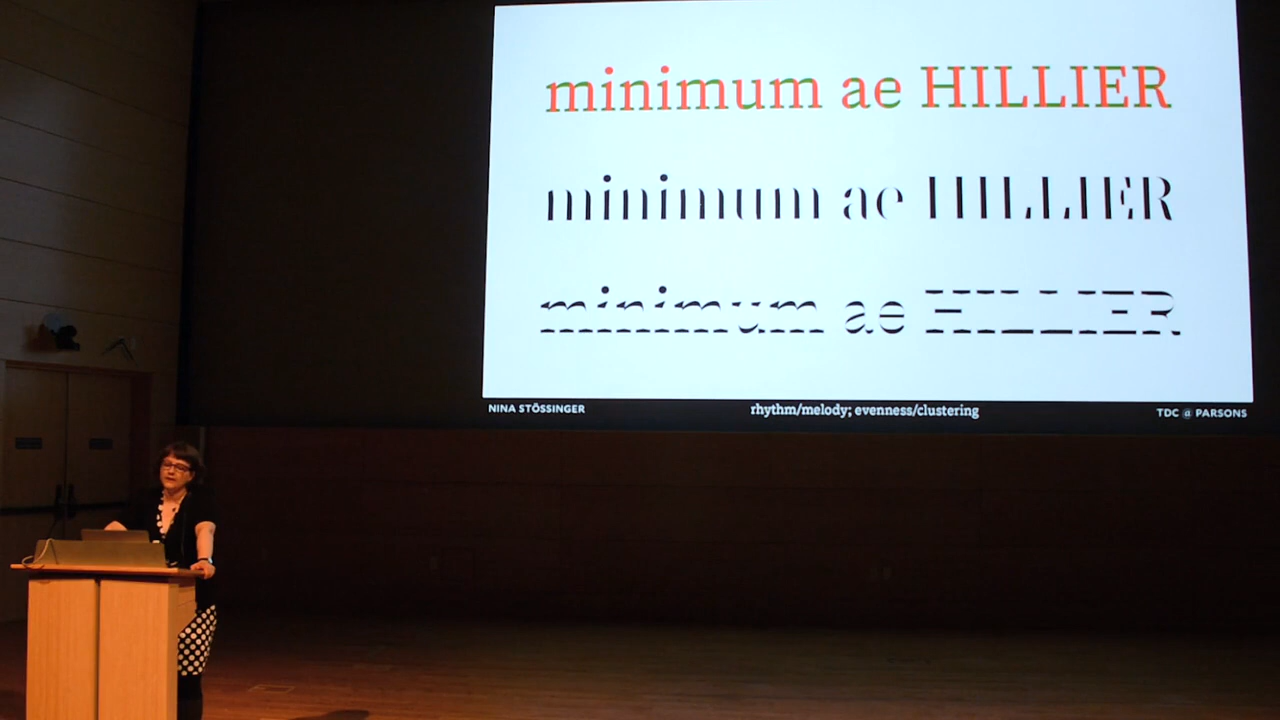 minimum ae HILLIER
minimum ae HILLIER
minimum ae HILLIER
NINA STÖSSINGER
rhythm/melody; evenness/clustering
TDC @ PARSONS